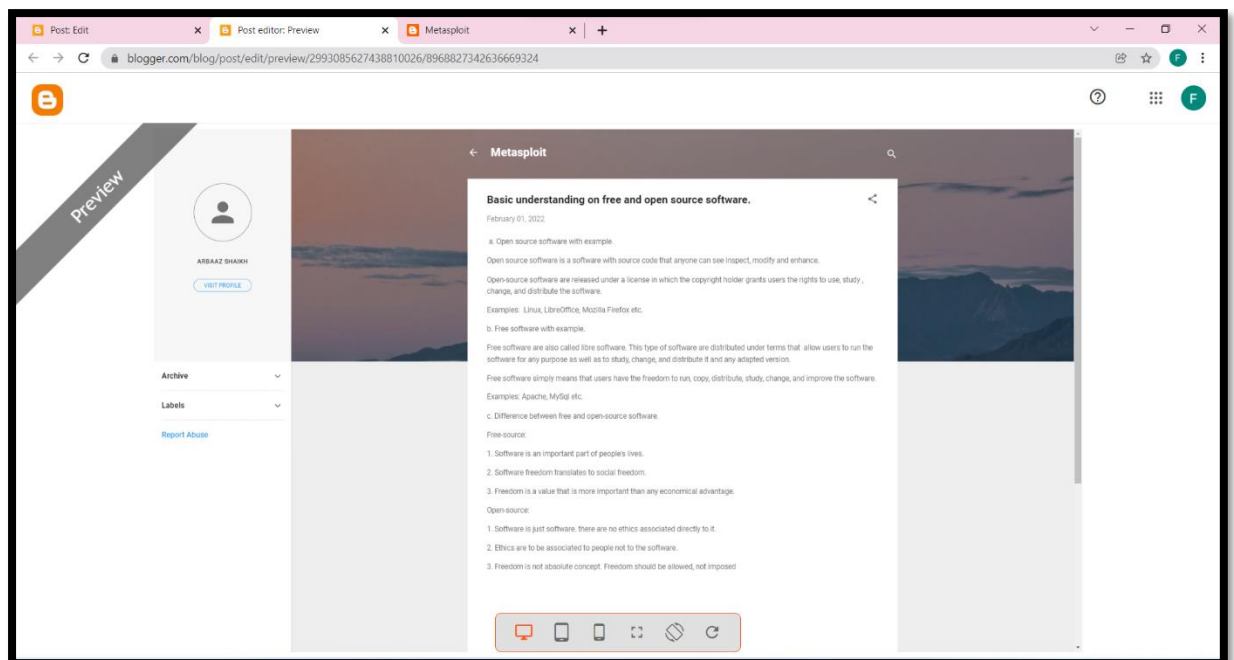 Post: Edit
Post editor: Preview
Metasploit
blogger.com/blog/post/edit/preview/2993085627438810026/8968827342636669324
F
F
Preview
Metasploit
ARBAAZ SHAIKH
VISIT PROFILE
Archive
Labels
Report Abuse
Basic understanding on free and open source software.
February 01, 2022
a. Open source software with example.
Open source software is a software with source code that anyone can see inspect, modify and enhance.
Open-source software are released under a license in which the copyright holder grants users the rights to use, study ,
change, and distribute the software.
Examples: Linux, LibreOffice, Mozilla Firefox etc.
b. Free software with example.
Free software are also called libre software. This type of software are distributed under terms that allow users to run the
software for any purpose as well as to study, change, and distribute it and any adapted version.
Free software simply means that users have the freedom to run, copy, distribute, study, change, and improve the software.
Examples: Apache, MySql etc.
c. Difference between free and open-source software.
Free-source:
1. Software is an important part of people's lives.
2. Software freedom translates to social freedom.
3. Freedom is a value that is more important than any economical advantage.
Open-source:
1. Software is just software. there are no ethics associated directly to it.
2. Ethics are to be associated to people not to the software.
3. Freedom is not absolute concept. Freedom should be allowed, not imposed